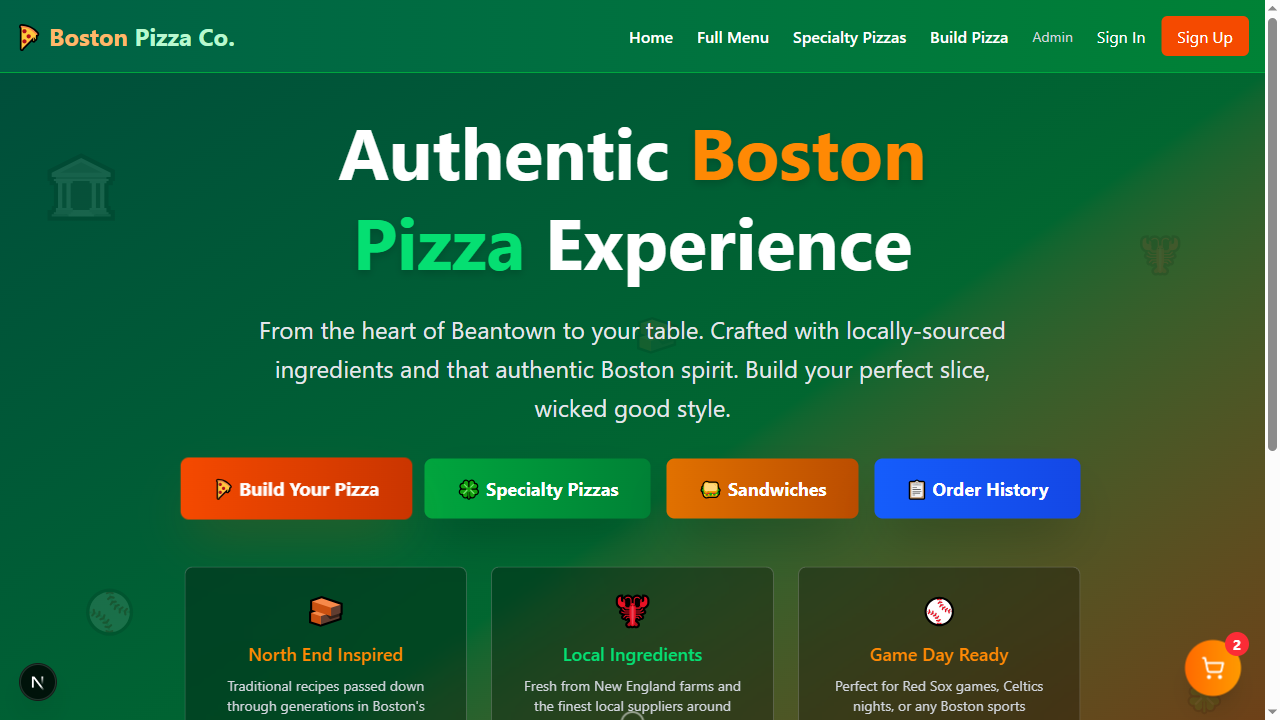 Boston Pizza Co.
Home
Full Menu
Specialty Pizzas
Build Pizza
Admin
Sign In
Sign Up
Authentic Boston
Pizza Experience
From the heart of Beantown to your table. Crafted with locally-sourced
ingredients and that authentic Boston spirit. Build your perfect slice,
wicked good style.
Build Your Pizza
Specialty Pizzas
Sandwiches
Order History
North End Inspired
Traditional recipes passed down
through generations in Boston's
Local Ingredients
Fresh from New England farms and
the finest local suppliers around
Game Day Ready
Perfect for Red Sox games, Celtics
nights, or any Boston sports
N
2